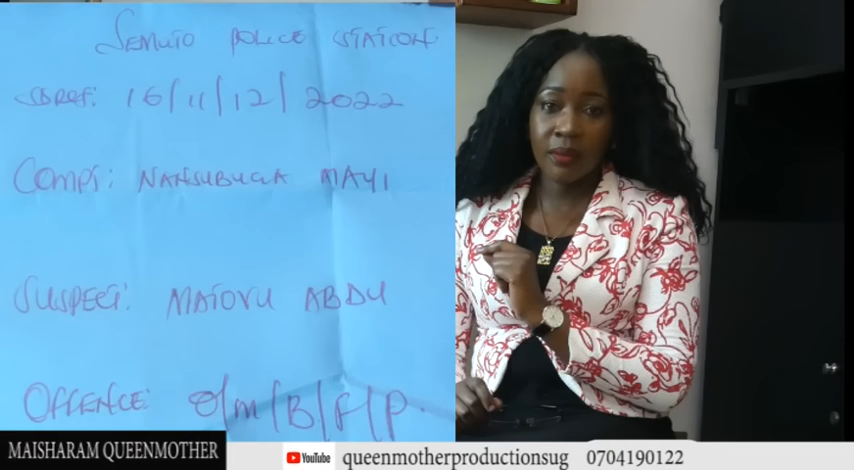 SEMUTO POLICE STATION
SDREF: 16/11/12/2022
COMPT: NANSUBUGA MAYI
SUSPECT: MATOVU ABDU
OFFENCE: O/M/B/F/P.
MAISHARAM QUEENMOTHER
YouTube queenmotherproductionsug 0704190122